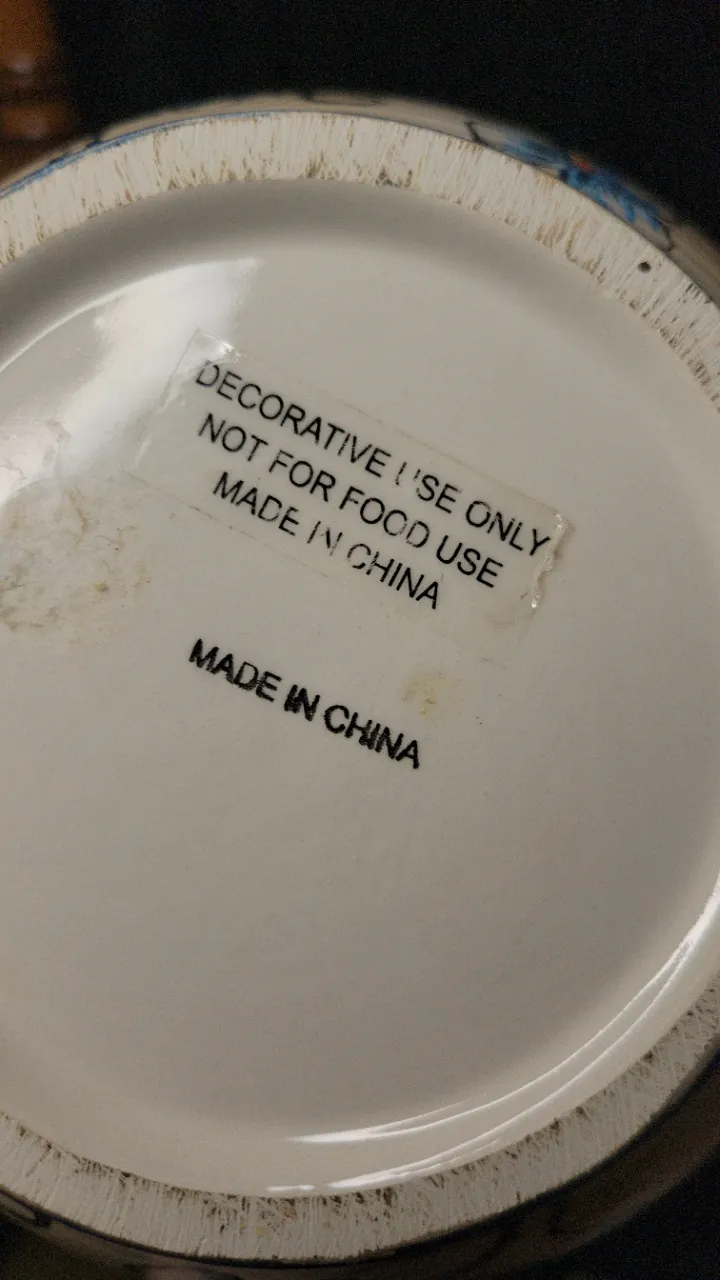 DECORATIVE USE ONLY
NOT FOR FOOD USE
MADE IN CHINA
MADE IN CHINA